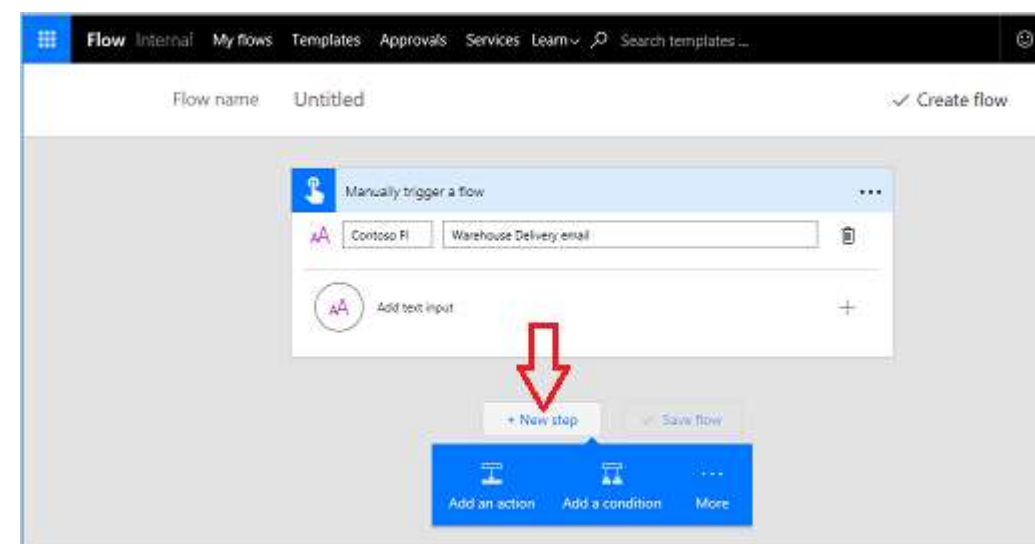 Flow Internal My flows Templates Approvals Services Learn Search templates ...
Flow name Untitled Create flow
Manually trigger a flow
Contoso Fl Warehouse Delivery email
Add text input
+ New step Save flow
Add an action Add a condition More